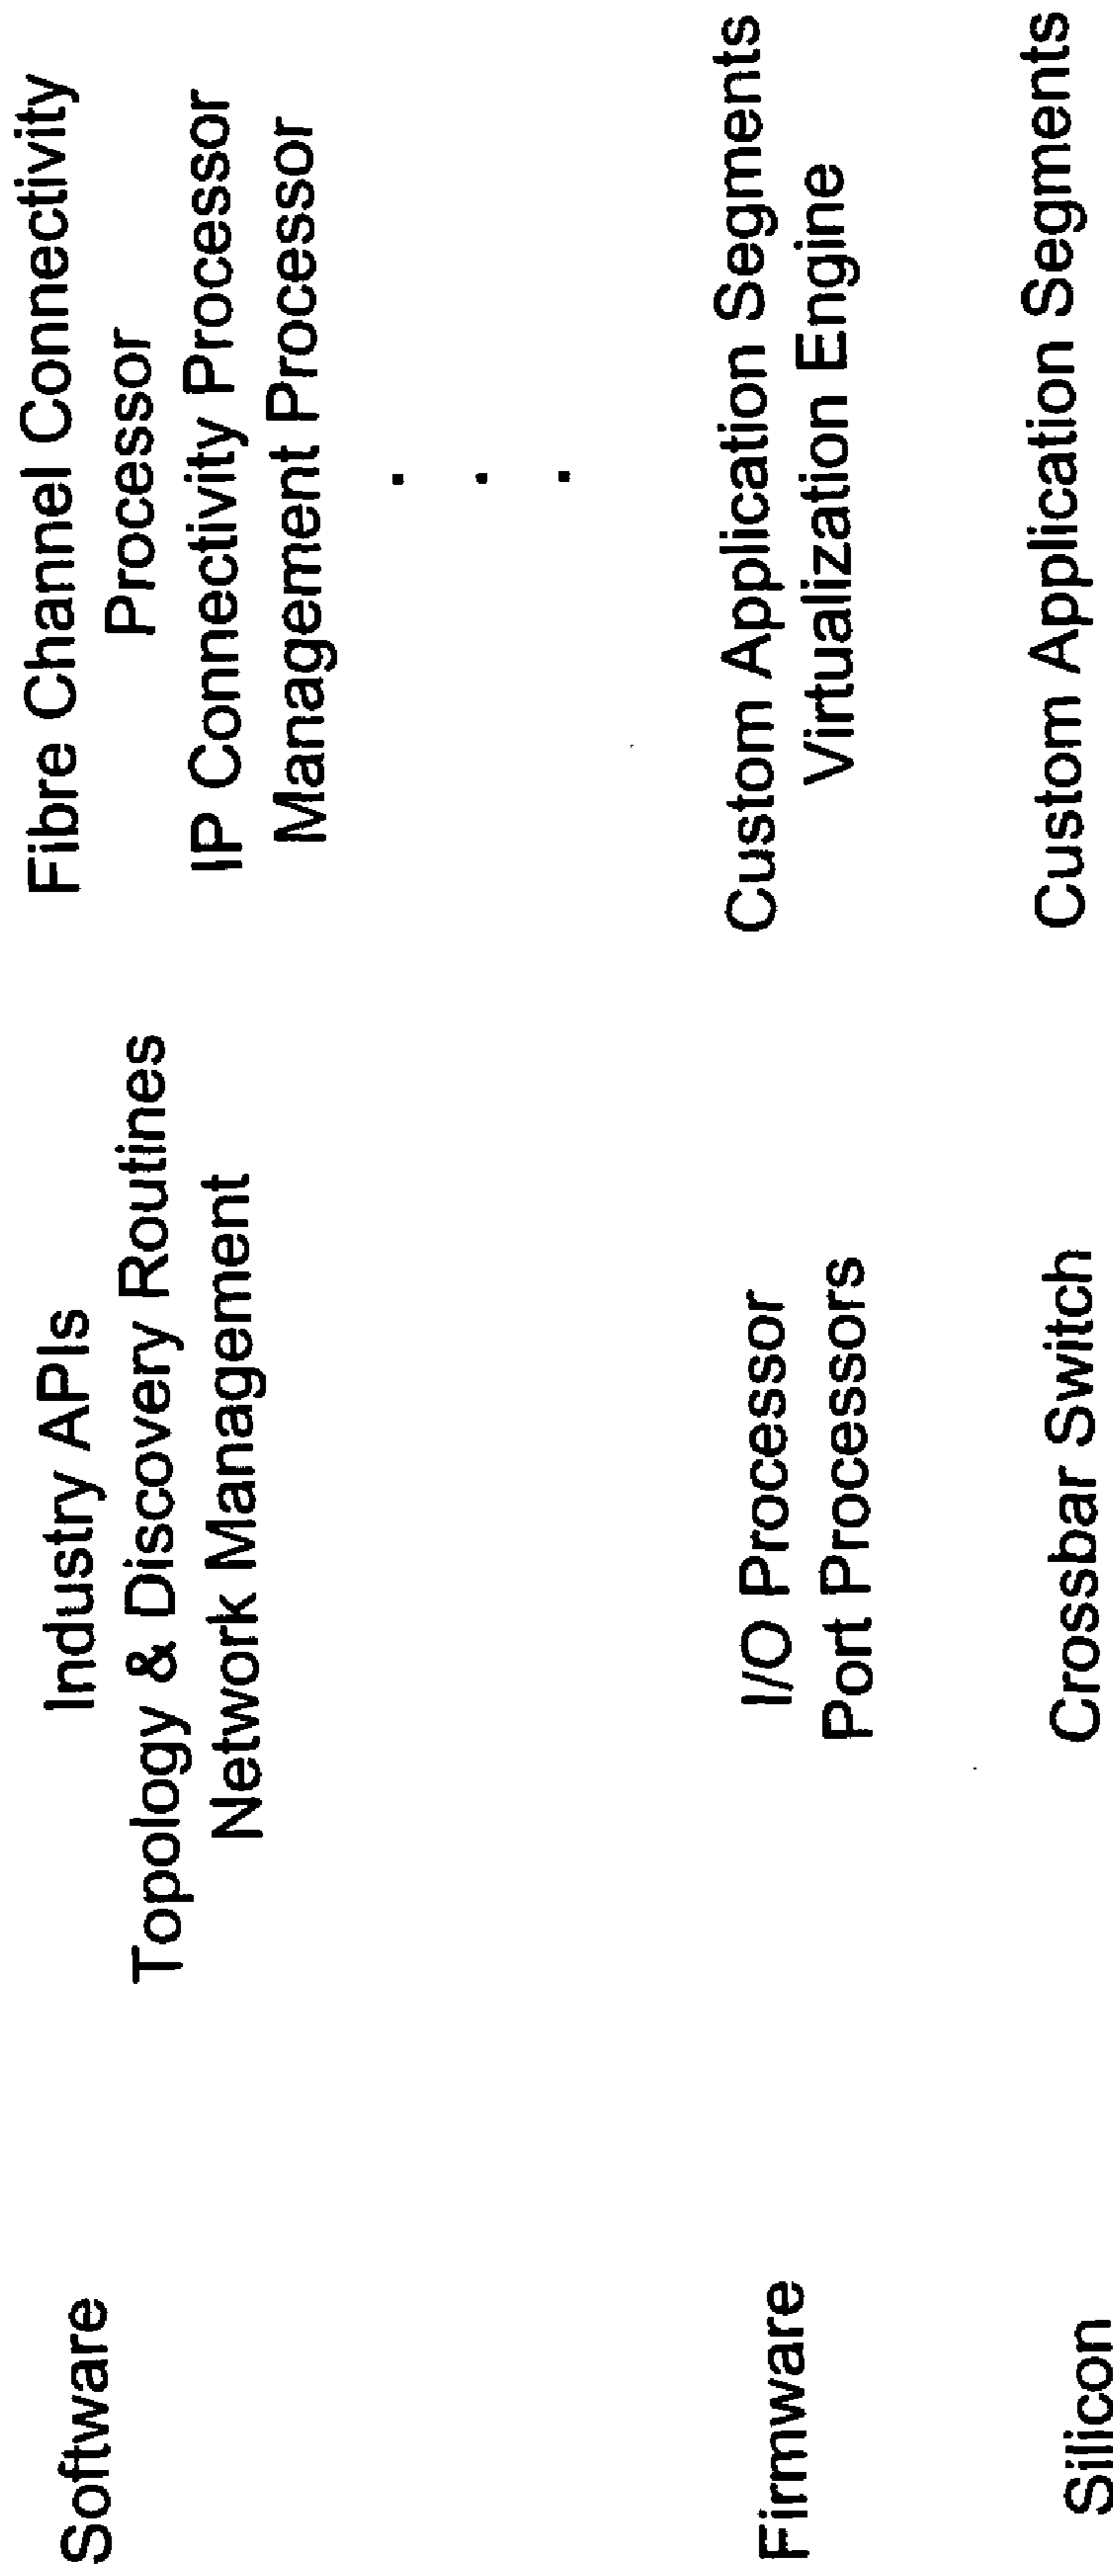 Software
Industry APIs
Topology & Discovery Routines
Network Management
Fibre Channel Connectivity
Processor
IP Connectivity Processor
Management Processor
.
.
.
Firmware
I/O Processor
Port Processors
Custom Application Segments
Virtualization Engine
Silicon
Crossbar Switch
Custom Application Segments